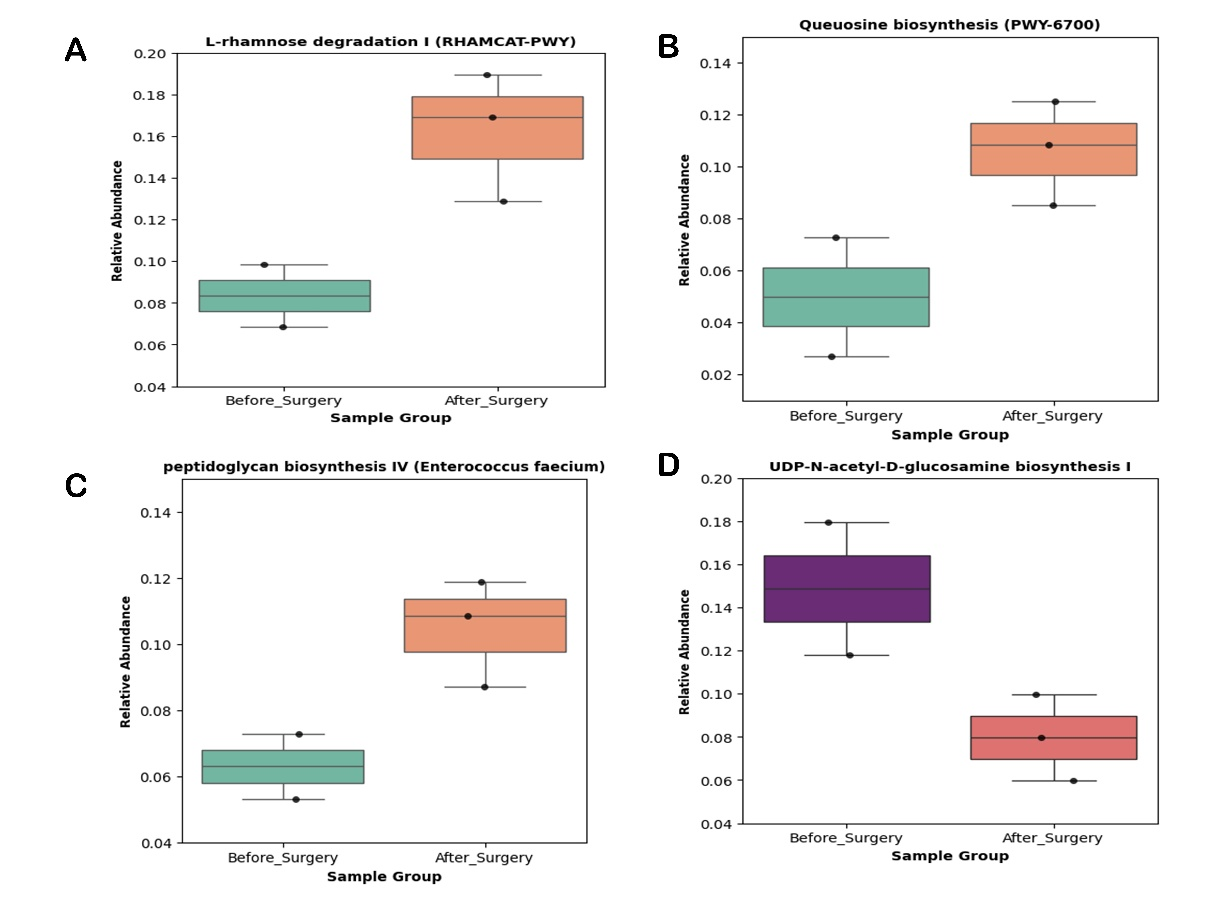 A
L-rhamnose degradation I (RHAMCAT-PWY)
0.20
0.18
0.16
0.14
0.12
0.10
0.08
0.06
0.04
Relative Abundance
Before_Surgery After_Surgery
Sample Group
B
Queuosine biosynthesis (PWY-6700)
0.14
0.12
0.10
0.08
0.06
0.04
0.02
Relative Abundance
Before_Surgery After_Surgery
Sample Group
C
peptidoglycan biosynthesis IV (Enterococcus faecium)
0.14
0.12
0.10
0.08
0.06
0.04
Relative Abundance
Before_Surgery After_Surgery
Sample Group
D
UDP-N-acetyl-D-glucosamine biosynthesis I
0.20
0.18
0.16
0.14
0.12
0.10
0.08
0.06
0.04
Relative Abundance
Before_Surgery After_Surgery
Sample Group